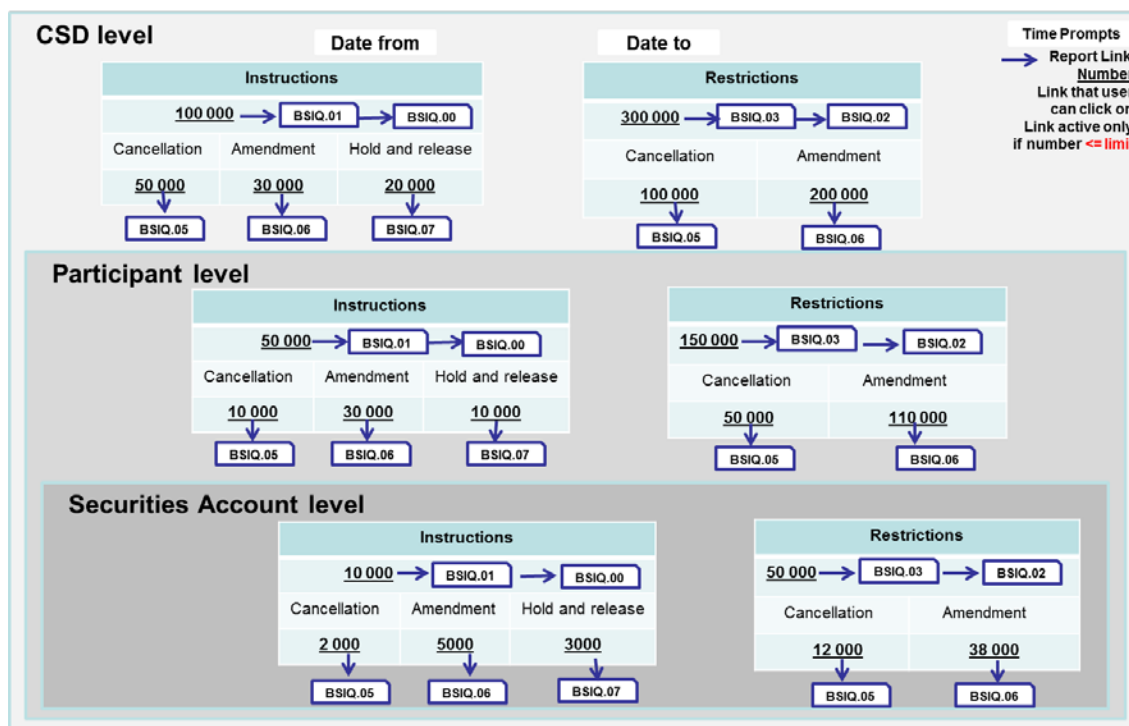 CSD level
Date from
Date to
Time Prompts
Report Link
Number
Link that user
can click on
Link active only
if number <= limi
Instructions
100 000 BSIQ.01 BSIQ.00
Cancellation Amendment Hold and release
50 000 30 000 20 000
BSIQ.05 BSIQ.06 BSIQ.07
Restrictions
300 000 BSIQ.03 BSIQ.02
Cancellation Amendment
100 000 200 000
BSIQ.05 BSIQ.06
Participant level
Instructions
50 000 BSIQ.01 BSIQ.00
Cancellation Amendment Hold and release
10 000 30 000 10 000
BSIQ.05 BSIQ.06 BSIQ.07
Restrictions
150 000 BSIQ.03 BSIQ.02
Cancellation Amendment
50 000 110 000
BSIQ.05 BSIQ.06
Securities Account level
Instructions
10 000 BSIQ.01 BSIQ.00
Cancellation Amendment Hold and release
2 000 5000 3000
BSIQ.05 BSIQ.06 BSIQ.07
Restrictions
50 000 BSIQ.03 BSIQ.02
Cancellation Amendment
12 000 38 000
BSIQ.05 BSIQ.06